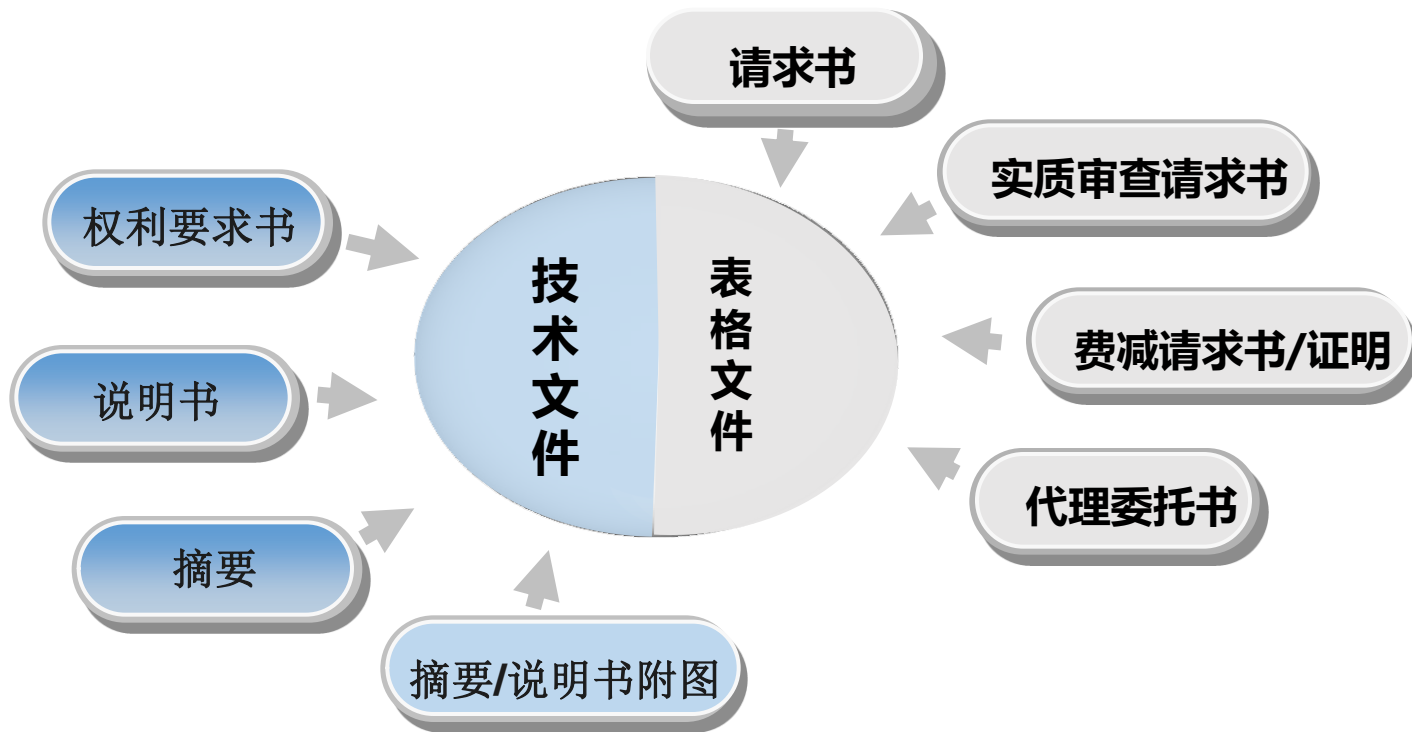 请求书
实质审查请求书
权利要求书
技术文件
表格文件
费减请求书/证明
说明书
代理委托书
摘要
摘要/说明书附图